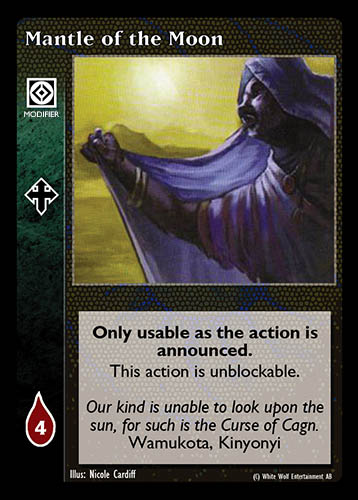 Mantle of the Moon
MODIFIER
Only usable as the action is
announced.
This action is unblockable.
Our kind is unable to look upon the
sun, for such is the Curse of Cagn.
Wamukota, Kinyonyi
4
Illus: Nicole Cardiff
(C) White Wolf Entertainment AB